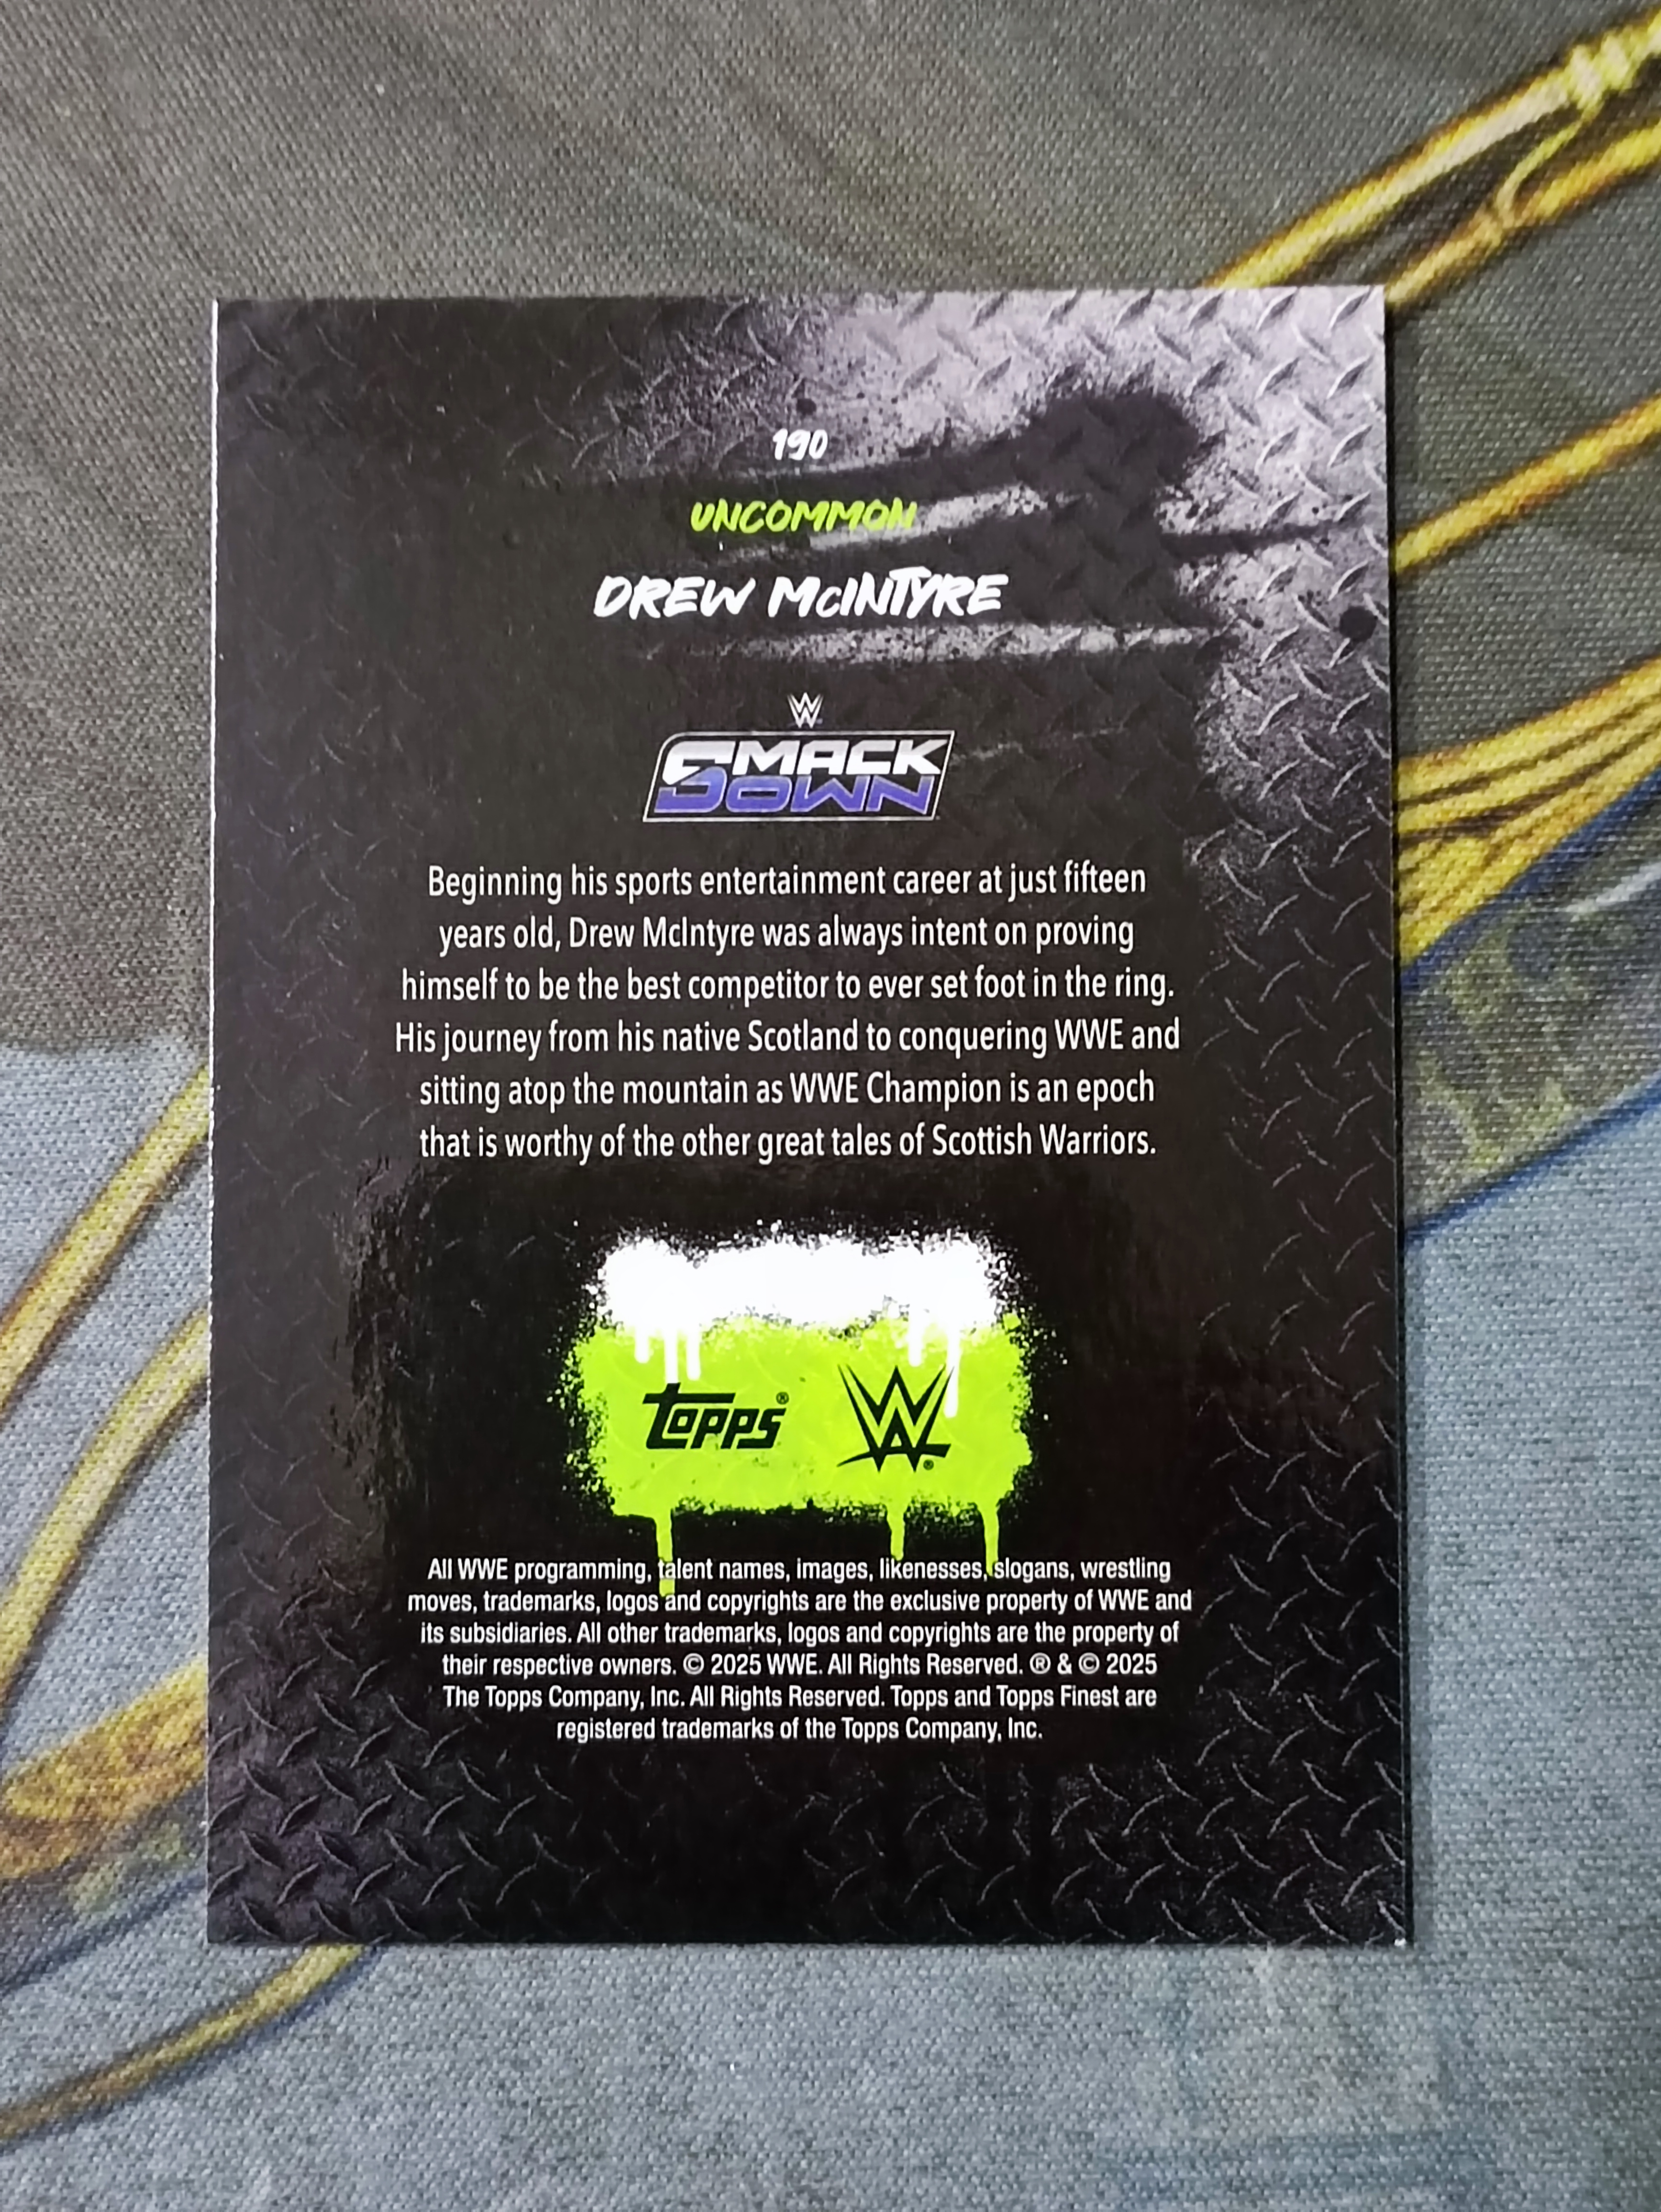 190
UNCOMMON
DREW McINTYRE
W
SMACK
DOWN
Beginning his sports entertainment career at just fifteen
years old, Drew McIntyre was always intent on proving
himself to be the best competitor to ever set foot in the ring.
His journey from his native Scotland to conquering WWE and
sitting atop the mountain as WWE Champion is an epoch
that is worthy of the other great tales of Scottish Warriors.
topps® W®
All WWE programming, talent names, images, likenesses, slogans, wrestling
moves, trademarks, logos and copyrights are the exclusive property of WWE and
its subsidiaries. All other trademarks, logos and copyrights are the property of
their respective owners. © 2025 WWE. All Rights Reserved. ® & © 2025
The Topps Company, Inc. All Rights Reserved. Topps and Topps Finest are
registered trademarks of the Topps Company, Inc.